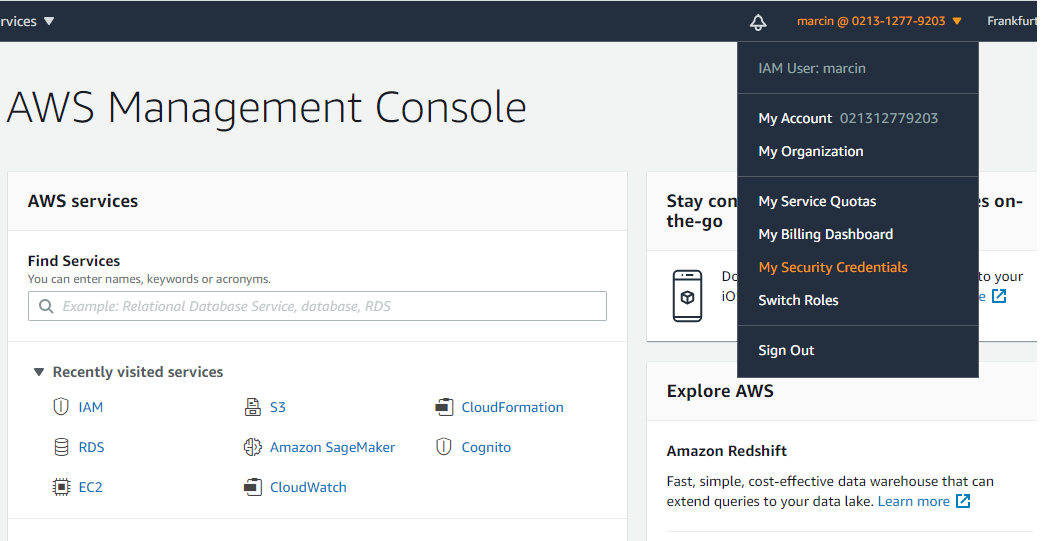 rvices
marcin @ 0213-1277-9203
Frankfurt
IAM User: marcin
My Account 021312779203
My Organization
My Service Quotas
My Billing Dashboard
My Security Credentials
Switch Roles
Sign Out
AWS Management Console
AWS services
Find Services
You can enter names, keywords or acronyms.
Example: Relational Database Service, database, RDS
Recently visited services
IAM
S3
CloudFormation
RDS
Amazon SageMaker
Cognito
EC2
CloudWatch
Stay con
s on-
the-go
Do
to your
iO
e
Explore AWS
Amazon Redshift
Fast, simple, cost-effective data warehouse that can
extend queries to your data lake. Learn more